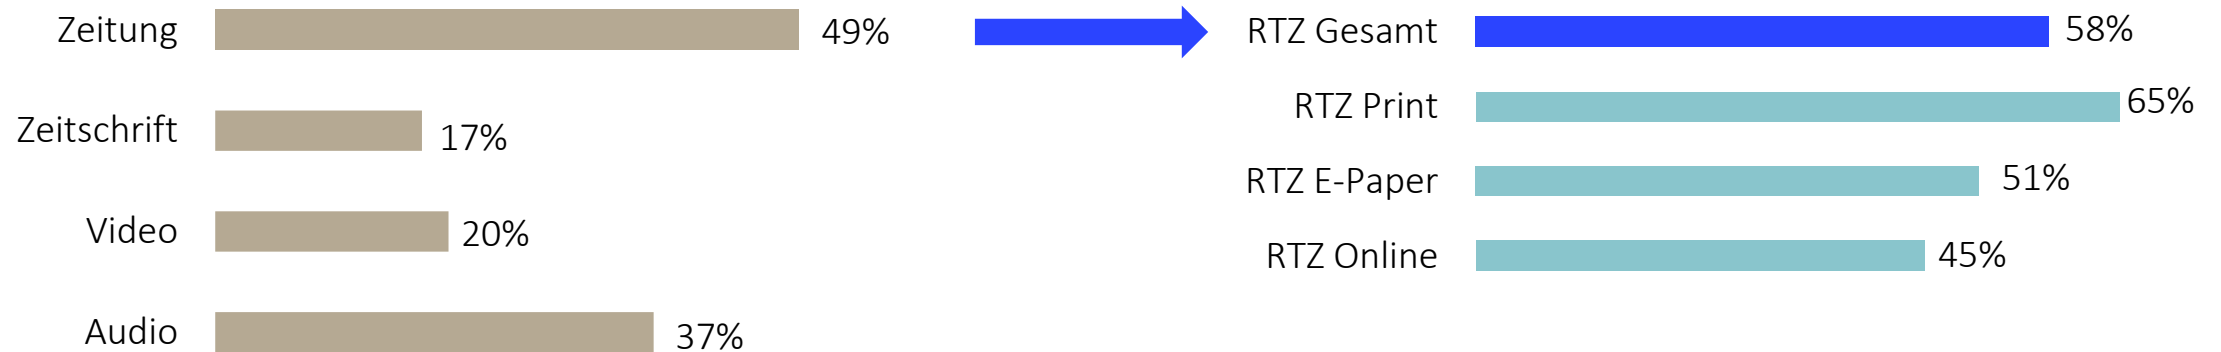 Zeitung 49%
Zeitschrift 17%
Video 20%
Audio 37%
RTZ Gesamt 58%
RTZ Print 65%
RTZ E-Paper 51%
RTZ Online 45%